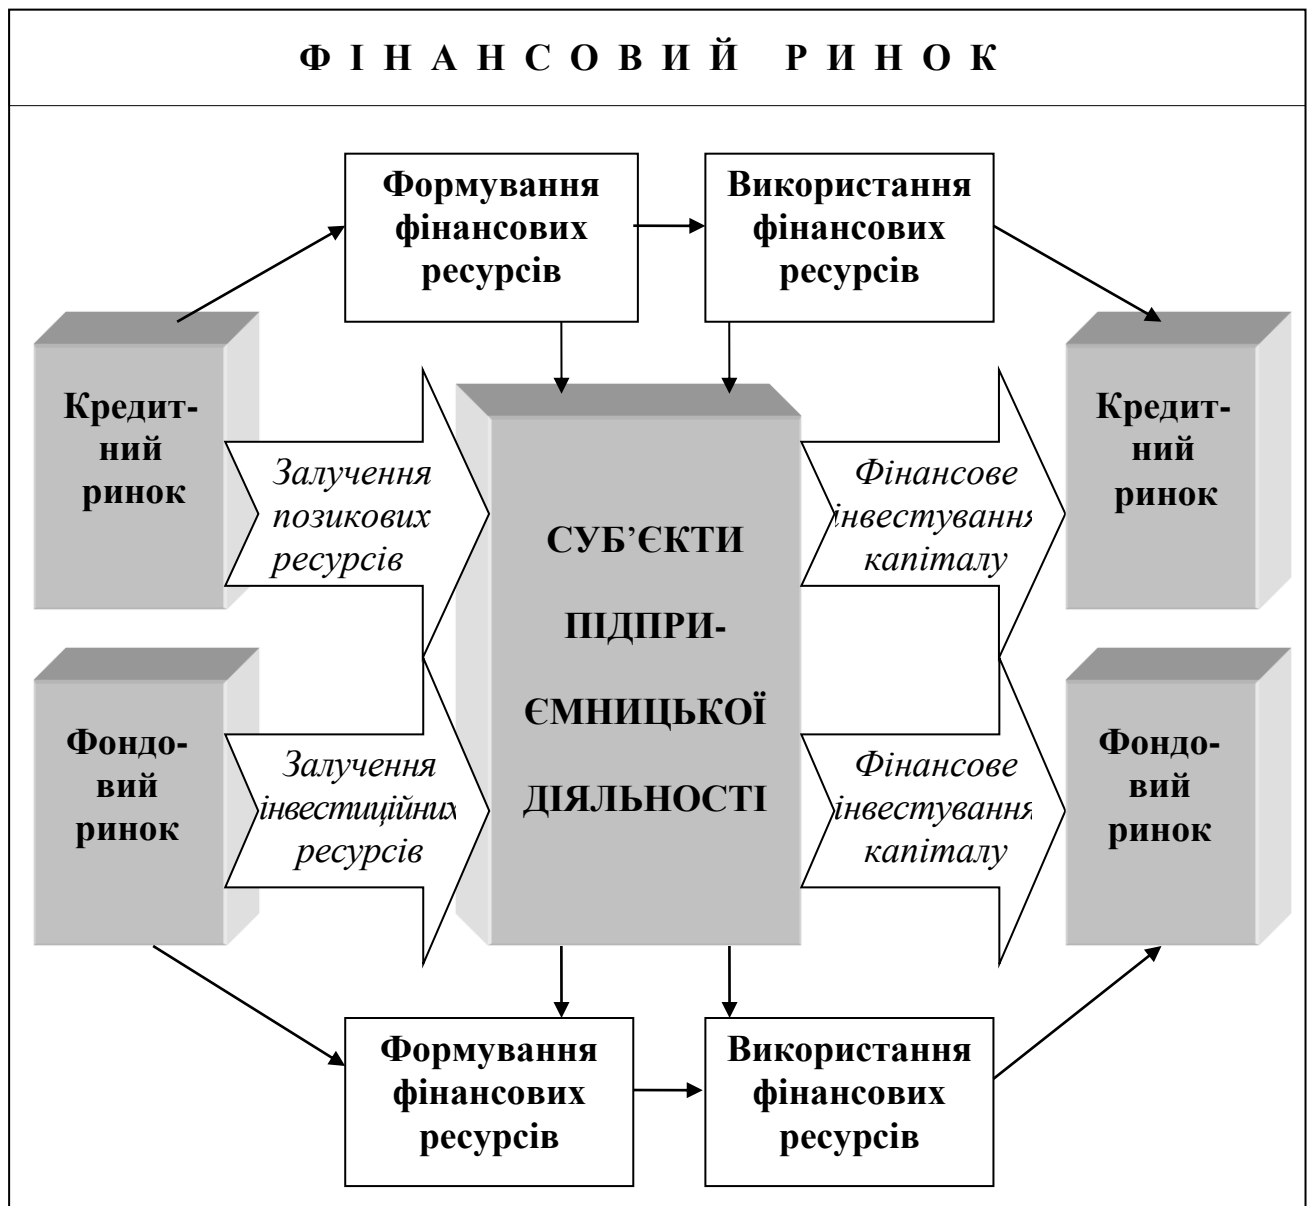 Ф І Н А Н С О В И Й Р И Н О К
Формування
фінансових
ресурсів
Використання
фінансових
ресурсів
Кредит-
ний
ринок
Залучення
позикових
ресурсів
СУБ’ЄКТИ
ПІДПРИ-
ЄМНИЦЬКОЇ
ДІЯЛЬНОСТІ
Фінансове
інвестування
капіталу
Кредит-
ний
ринок
Фондо-
вий
ринок
Залучення
інвестиційних
ресурсів
Фінансове
інвестування
капіталу
Фондо-
вий
ринок
Формування
фінансових
ресурсів
Використання
фінансових
ресурсів